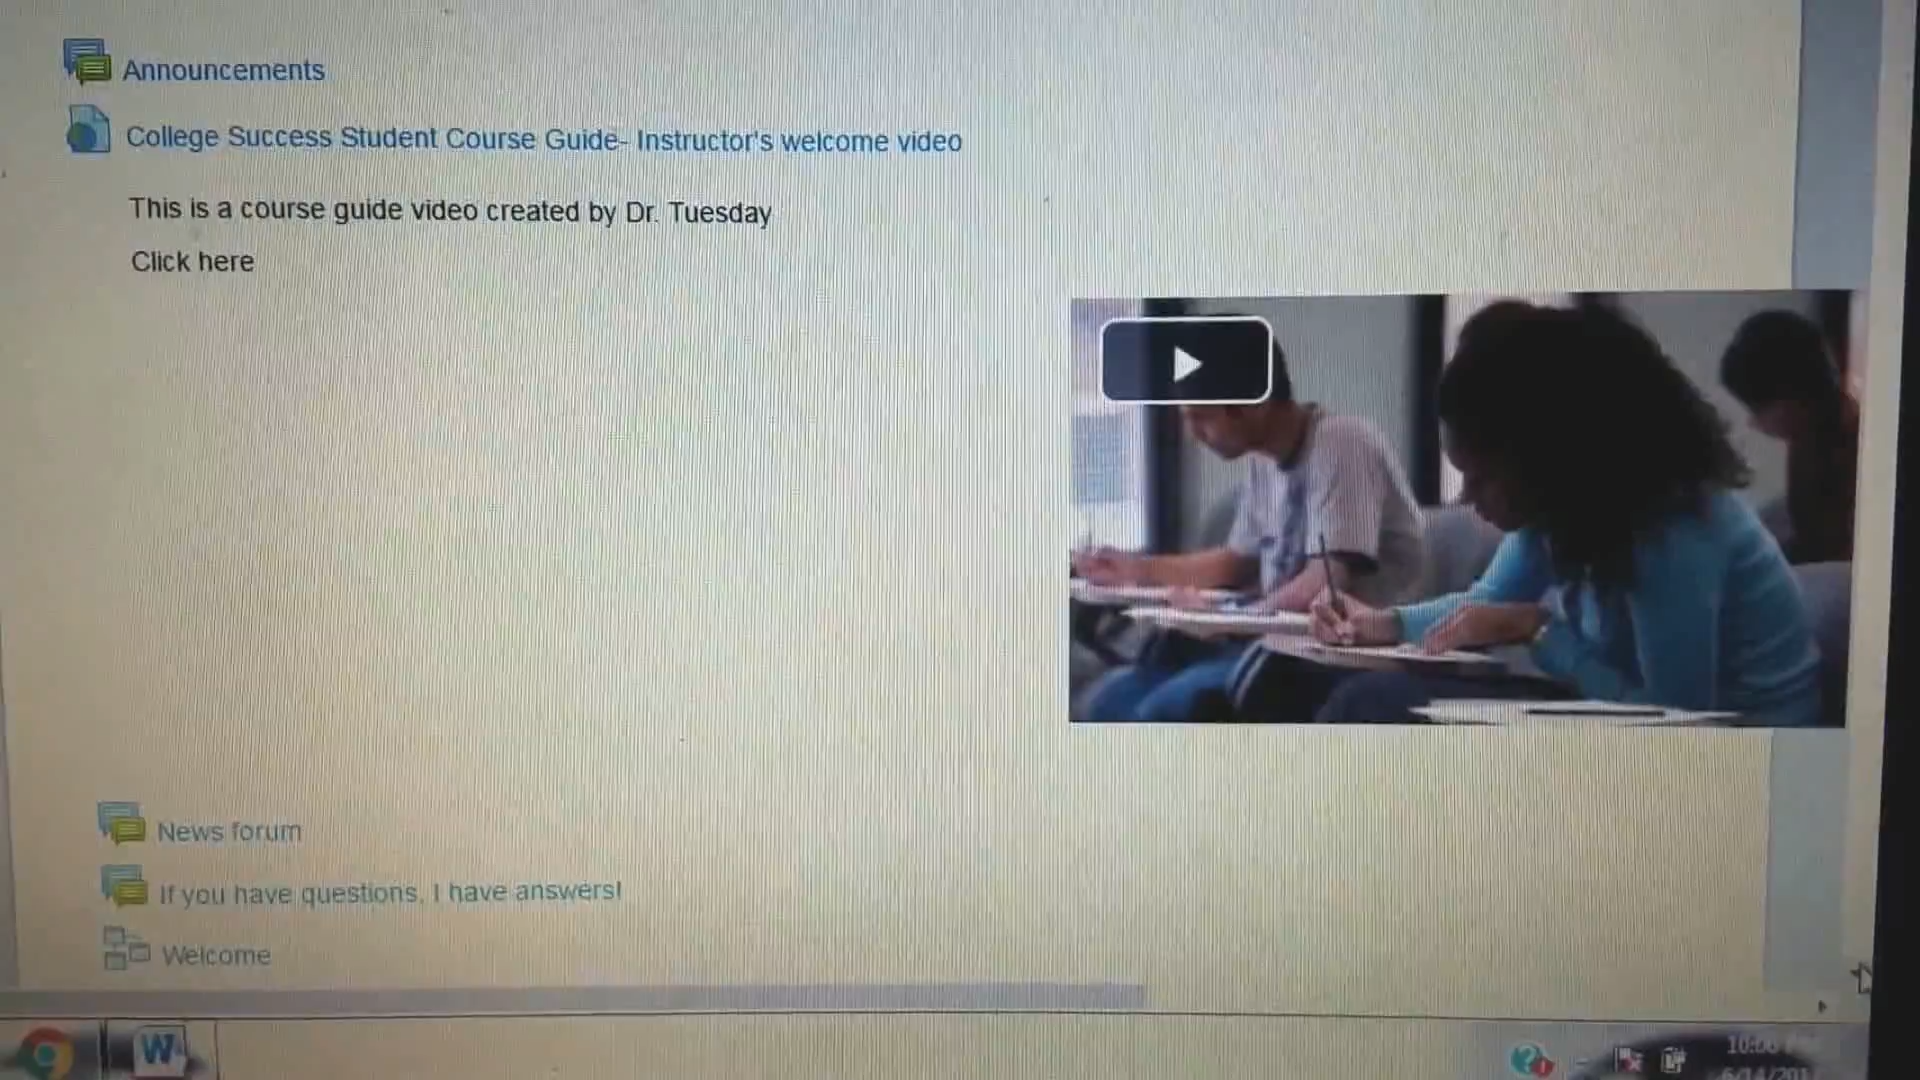 Announcements
College Success Student Course Guide- Instructor's welcome video
This is a course guide video created by Dr. Tuesday
Click here
News forum
If you have questions, I have answers!
Welcome
W